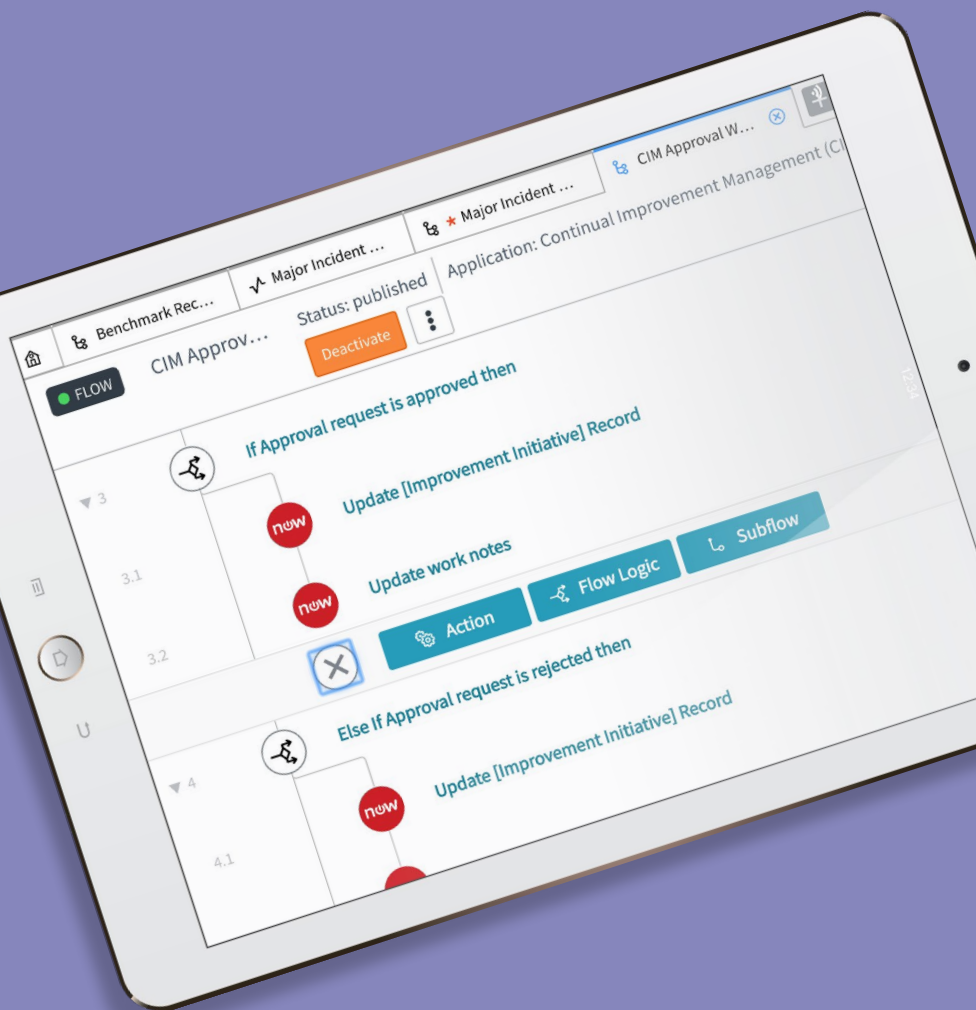 Benchmark Rec...
Major Incident ...
* Major Incident ...
CIM Approval W...
FLOW
CIM Approv...
Status: published
Application: Continual Improvement Management (CI
Deactivate
3
If Approval request is approved then
3.1
now
Update [Improvement Initiative] Record
3.2
now
Update work notes
Action
Flow Logic
Subflow
4
Else If Approval request is rejected then
4.1
now
Update [Improvement Initiative] Record
12:34